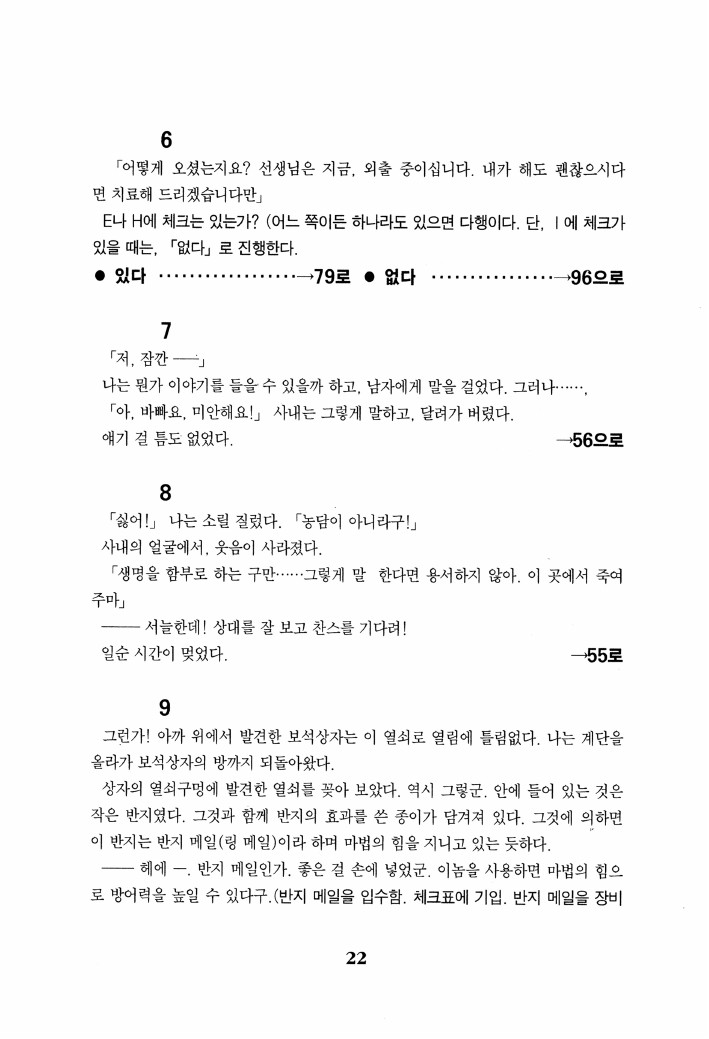 6
「어떻게 오셨는지요? 선생님은 지금, 외출 중이십니다. 내가 해도 괜찮으시다
면 치료해 드리겠습니다만」
E나 H에 체크는 있는가? (어느 쪽이든 하나라도 있으면 다행이다. 단, I 에 체크가
있을 때는, 「없다」로 진행한다.
● 있다 ··················→79로 ● 없다 ················→96으로
7
「저, 잠깐 ──」
나는 뭔가 이야기를 들을 수 있을까 하고, 남자에게 말을 걸었다. 그러나……,
「아, 바빠요, 미안해요!」 사내는 그렇게 말하고, 달려가 버렸다.
얘기 걸 틈도 없었다. →56으로
8
「싫어!」 나는 소릴 질렀다. 「농담이 아니라구!」
사내의 얼굴에서, 웃음이 사라졌다.
「생명을 함부로 하는 구만……그렇게 말 한다면 용서하지 않아. 이 곳에서 죽여
주마」
─── 서늘한데! 상대를 잘 보고 찬스를 기다려!
일순 시간이 멎었다. →55로
9
그런가! 아까 위에서 발견한 보석상자는 이 열쇠로 열림에 틀림없다. 나는 계단을
올라가 보석상자의 방까지 되돌아왔다.
상자의 열쇠구멍에 발견한 열쇠를 꽂아 보았다. 역시 그렇군. 안에 들어 있는 것은
작은 반지였다. 그것과 함께 반지의 효과를 쓴 종이가 담겨져 있다. 그것에 의하면
이 반지는 반지 메일(링 메일)이라 하며 마법의 힘을 지니고 있는 듯하다.
─── 헤에 ─. 반지 메일인가. 좋은 걸 손에 넣었군. 이놈을 사용하면 마법의 힘으
로 방어력을 높일 수 있다구.(반지 메일을 입수함. 체크표에 기입. 반지 메일을 장비
22